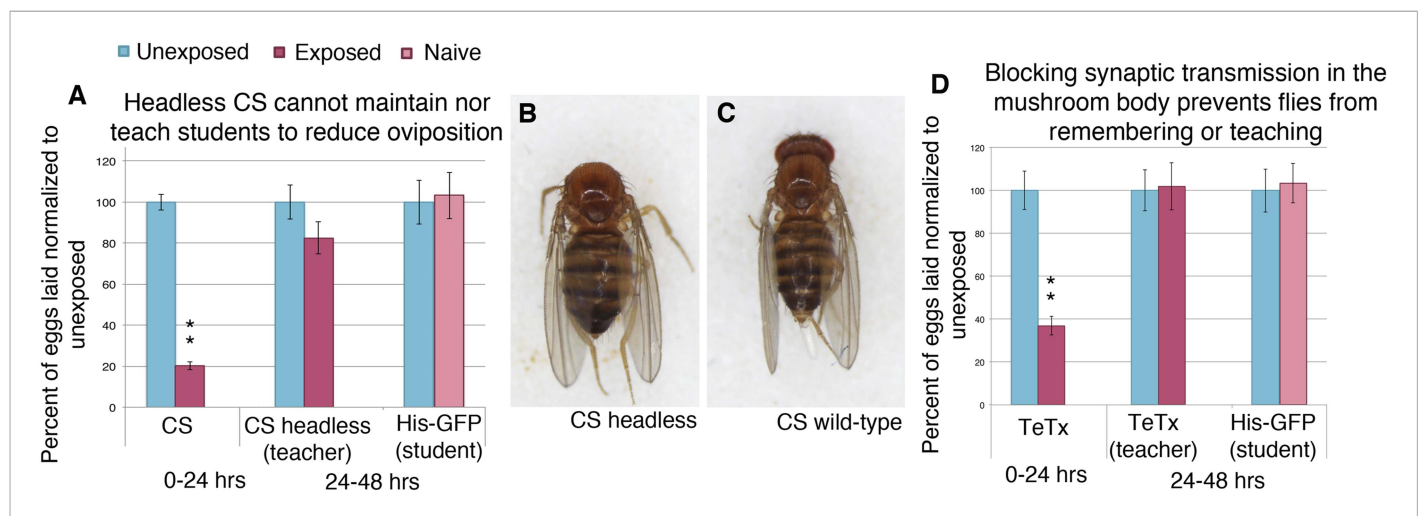 Unexposed Exposed Naive
A
Headless CS cannot maintain nor
teach students to reduce oviposition
Percent of eggs laid normalized to
unexposed
120
100
80
60
40
20
0
*
*
CS
CS headless
(teacher)
His-GFP
(student)
0-24 hrs
24-48 hrs
B
CS headless
C
CS wild-type
D
Blocking synaptic transmission in the
mushroom body prevents flies from
remembering or teaching
Percent of eggs laid normalized to
unexposed
120
100
80
60
40
20
0
*
*
TeTx
TeTx
(teacher)
His-GFP
(student)
0-24 hrs
24-48 hrs